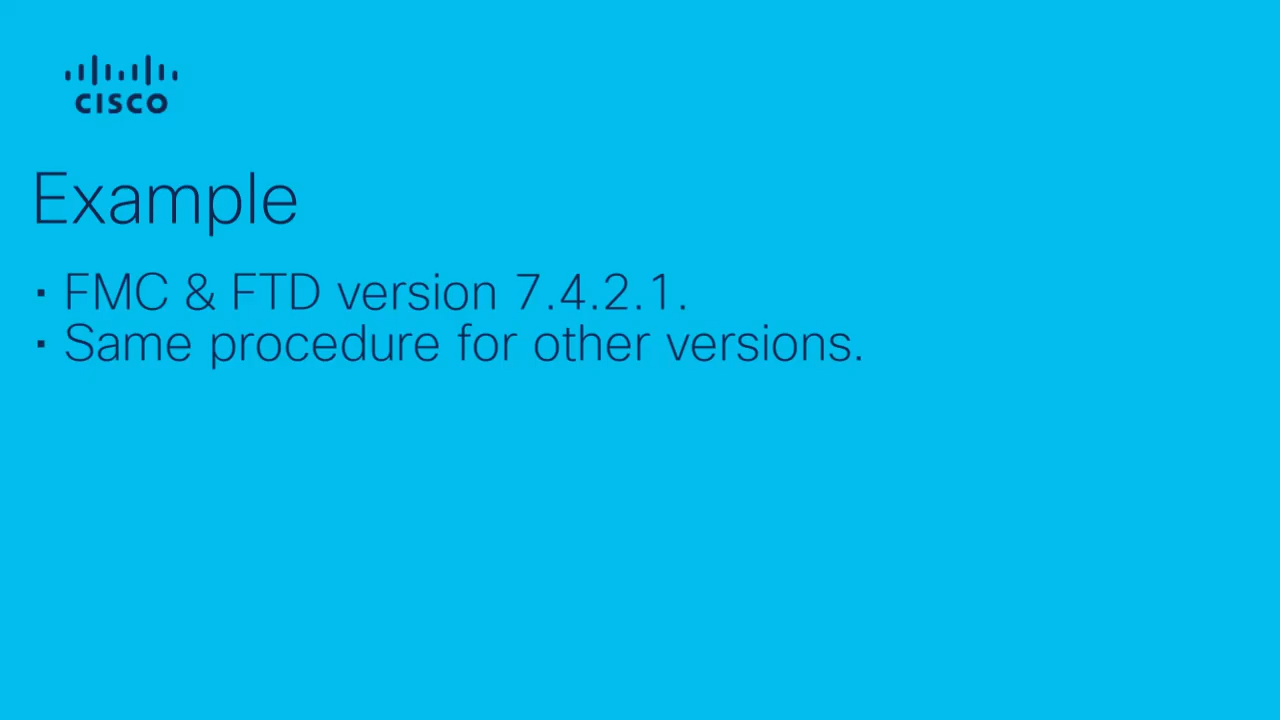 CISCO
Example
▪ FMC & FTD version 7.4.2.1.
▪ Same procedure for other versions.